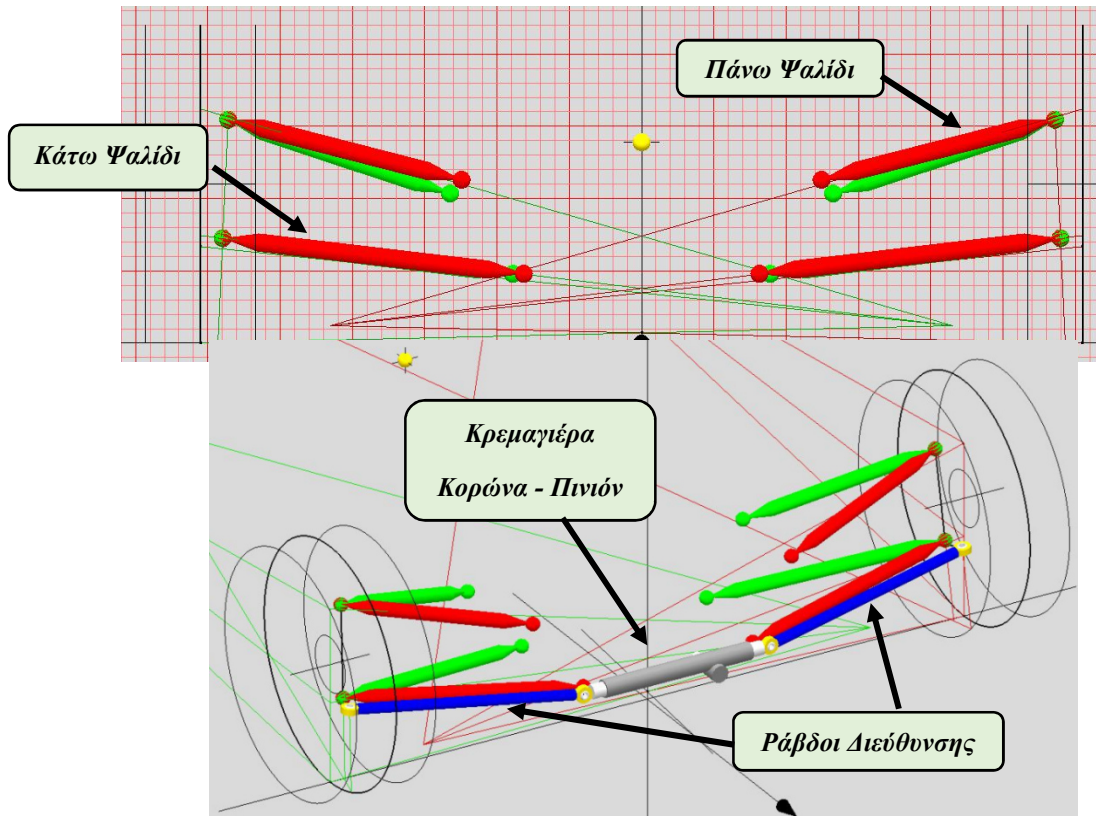 Πάνω Ψαλίδι
Κάτω Ψαλίδι
Κρεμαγιέρα
Κορώνα - Πινιόν
Ράβδοι Διεύθυνσης